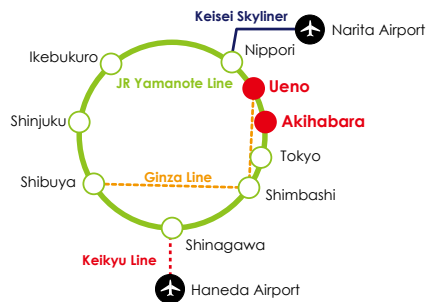 Keisei Skyliner
Narita Airport
Ikebukuro
Nippori
JR Yamanote Line
Ueno
Shinjuku
Akihabara
Tokyo
Ginza Line
Shibuya
Shimbashi
Shinagawa
Keikyu Line
Haneda Airport